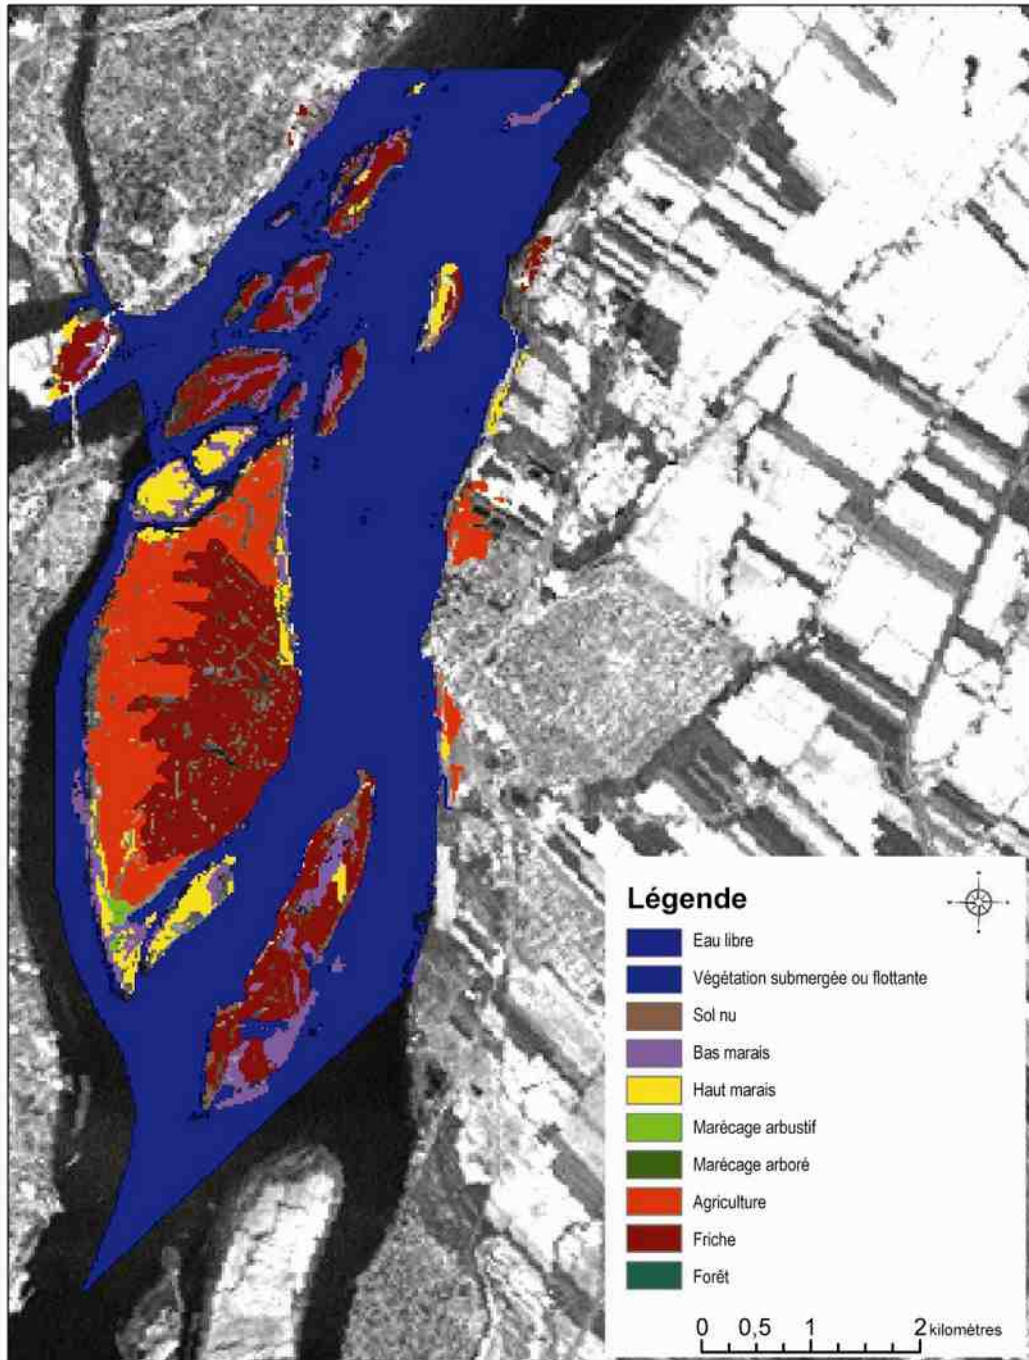 Légende
Eau libre
Végétation submergée ou flottante
Sol nu
Bas marais
Haut marais
Marécage arbustif
Marécage arboré
Agriculture
Friche
Forêt
0 0,5 1 2 kilomètres